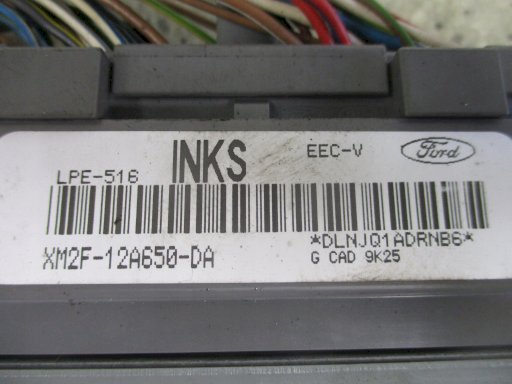 INKS
EEC-V
Ford
LPE-516
XM2F-12A650-DA
*DLNJQ1ADRNB6*
G CAD 9K25